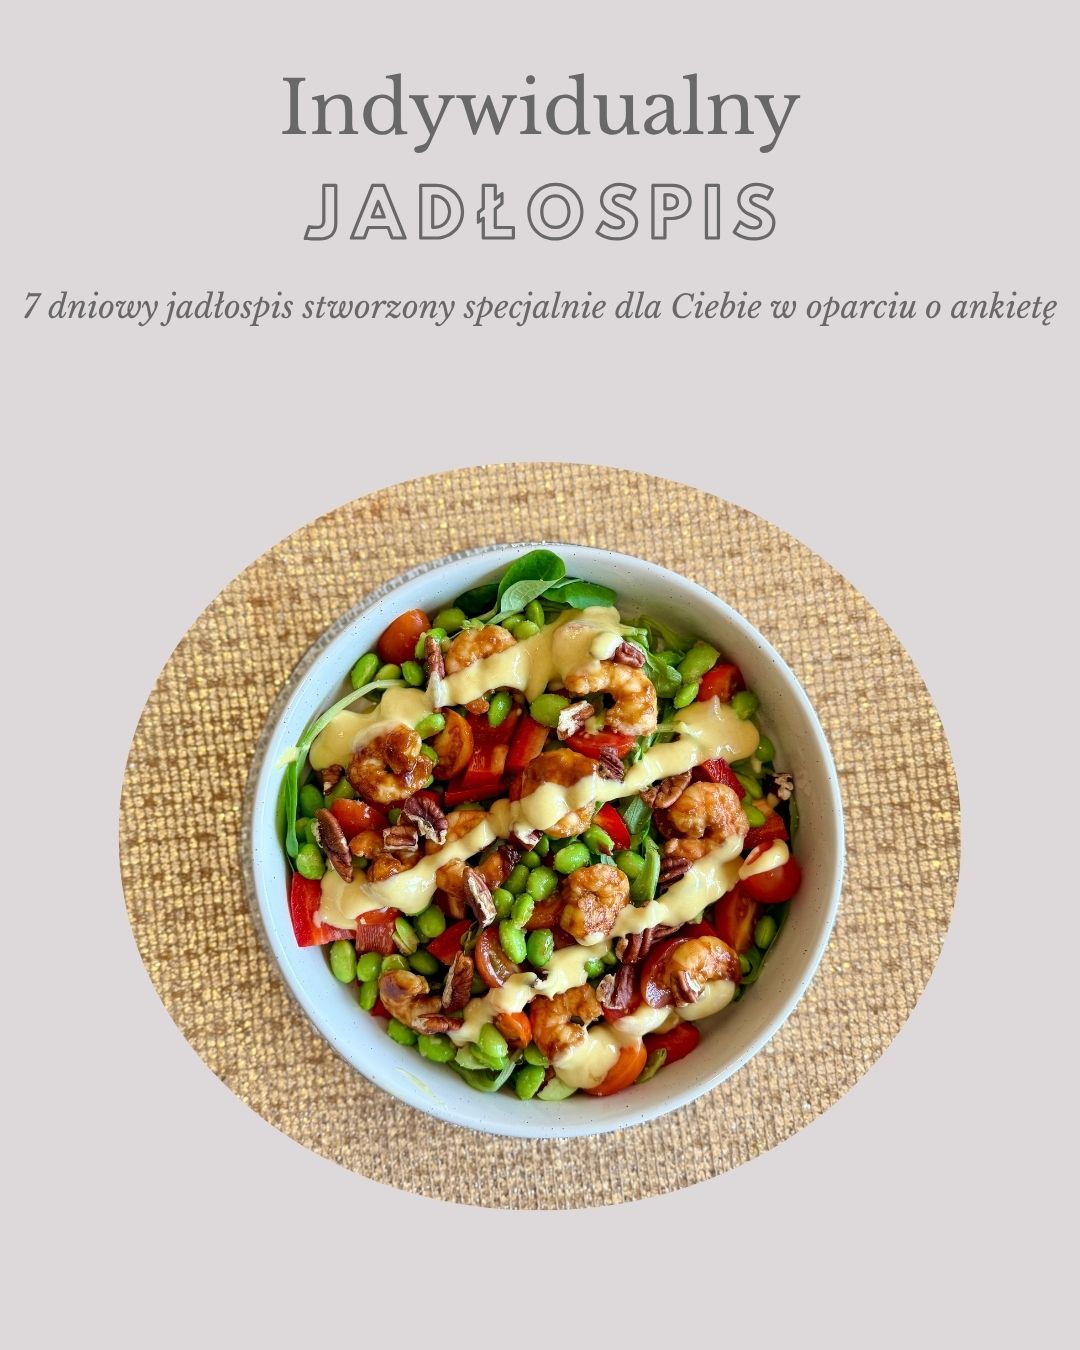 Indywidualny
JADŁOSPIS
7 dniowy jadłospis stworzony specjalnie dla Ciebie w oparciu o ankietę